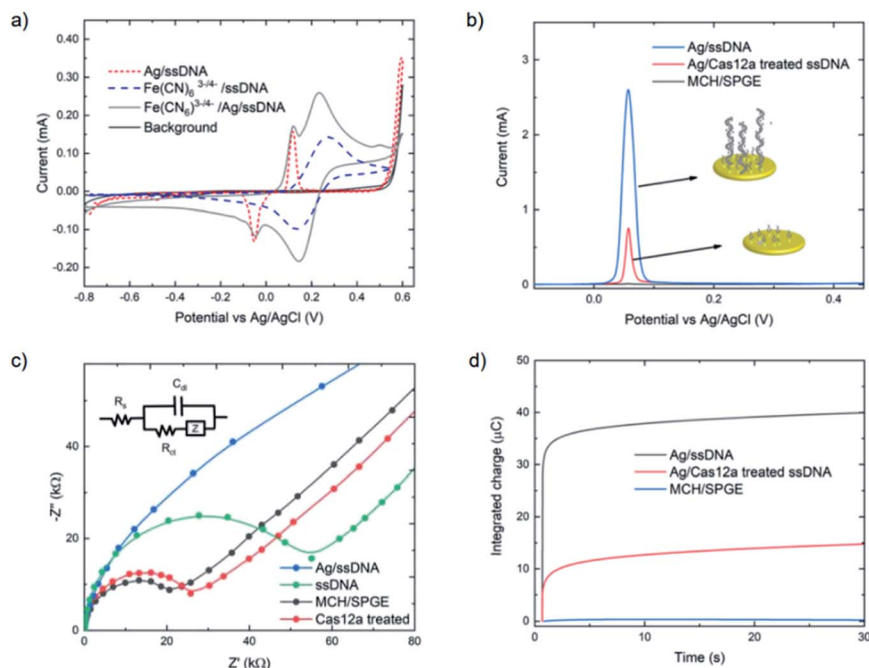 a)
Ag/ssDNA
Fe(CN)6 3-/4- /ssDNA
Fe(CN6)3-/4- /Ag/ssDNA
Background
0.40
0.30
0.20
0.10
0.00
-0.10
-0.20
Current (mA)
-0.8 -0.6 -0.4 -0.2 0.0 0.2 0.4 0.6
Potential vs Ag/AgCl (V)
b)
Ag/ssDNA
Ag/Cas12a treated ssDNA
MCH/SPGE
3
2
1
0
Current (mA)
0.0 0.2 0.4
Potential vs Ag/AgCl (V)
c)
Rs
Cdl
Rct
Z
Ag/ssDNA
ssDNA
MCH/SPGE
Cas12a treated
40
20
0
-Z'' (kΩ)
0 20 40 60 80
Z' (kΩ)
d)
Ag/ssDNA
Ag/Cas12a treated ssDNA
MCH/SPGE
50
40
30
20
10
0
Integrated charge (µC)
10 20 30
Time (s)